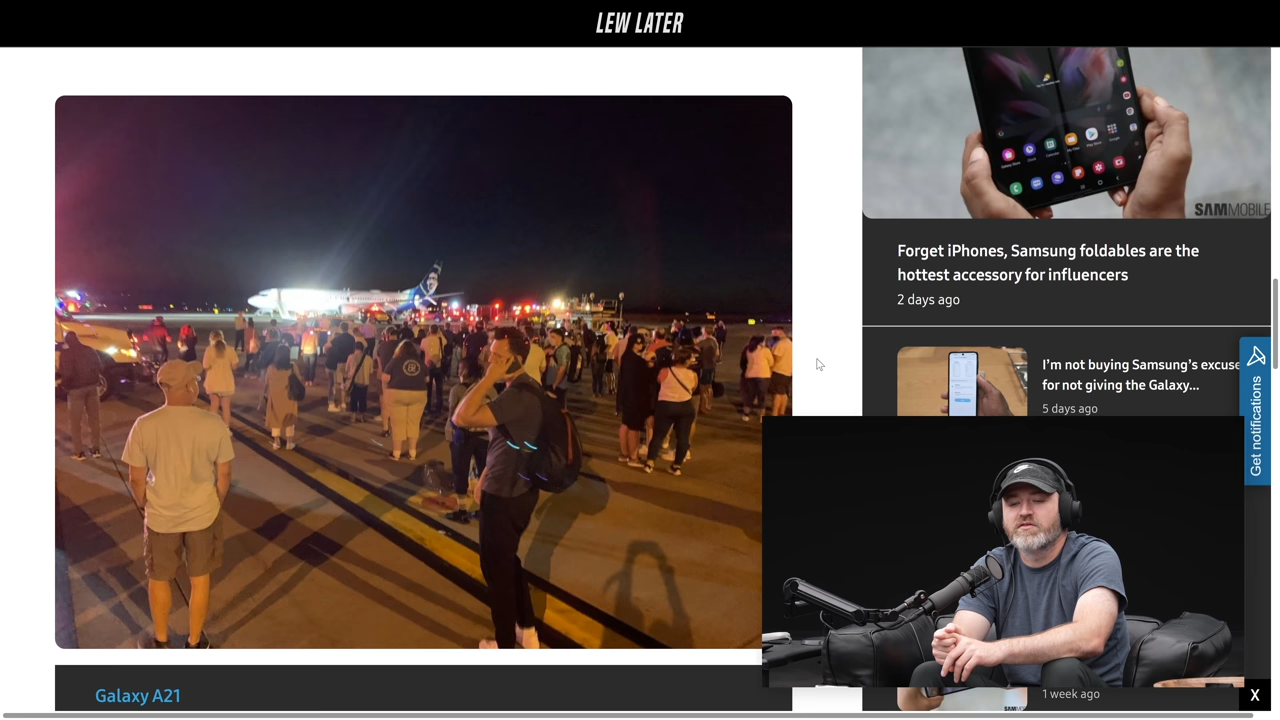 LEW LATER
SAMMOBILE
Forget iPhones, Samsung foldables are the
hottest accessory for influencers
2 days ago
I'm not buying Samsung's excuse
for not giving the Galaxy...
5 days ago
Get notifications
Galaxy A21
1 week ago
SAMM
X